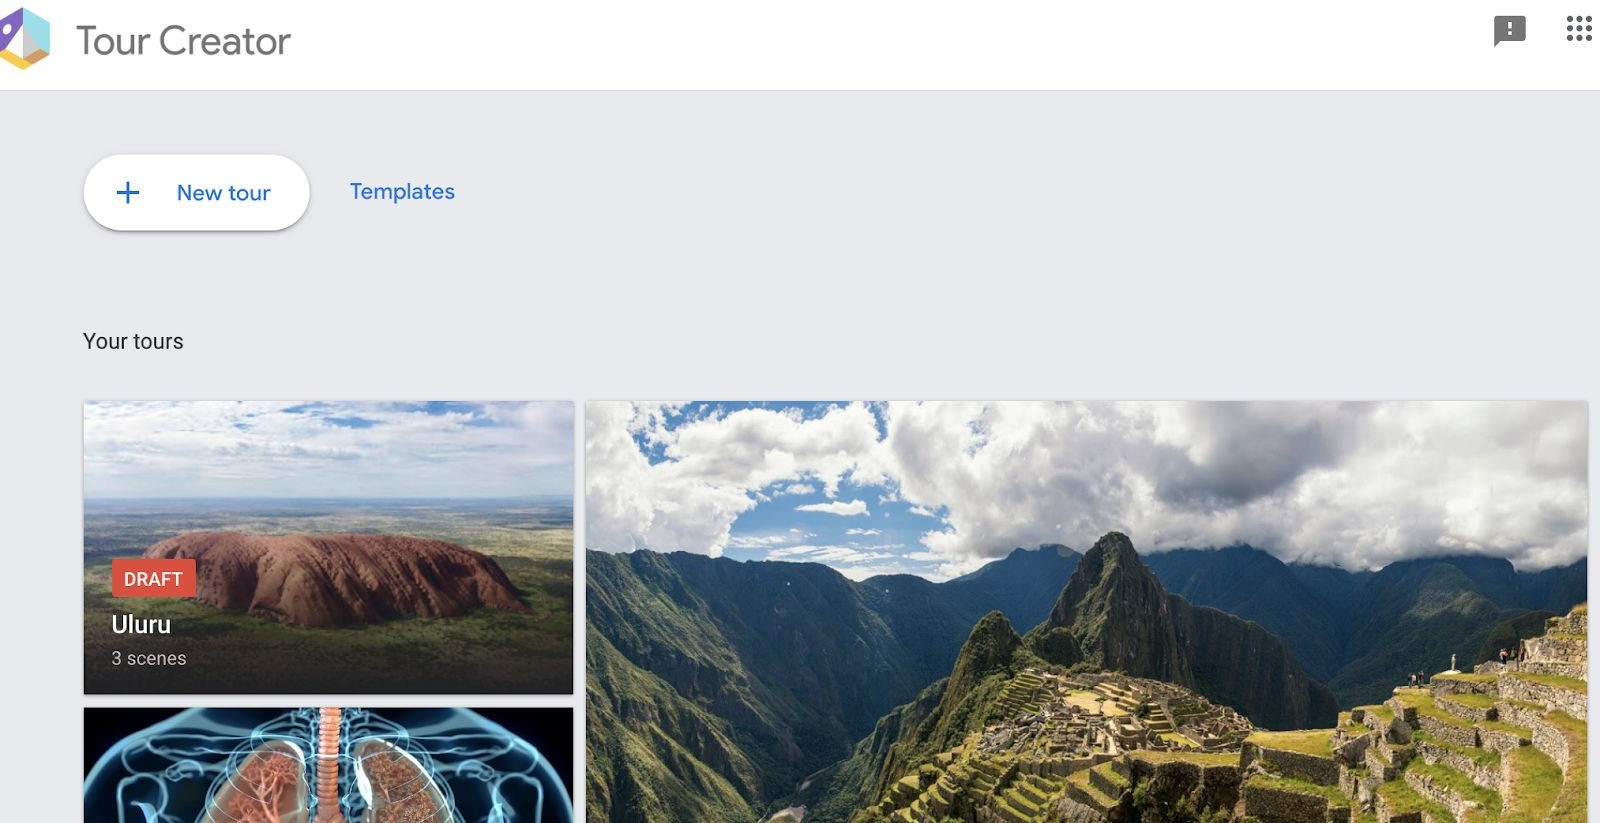 Tour Creator
New tour
Templates
Your tours
DRAFT
Uluru
3 scenes